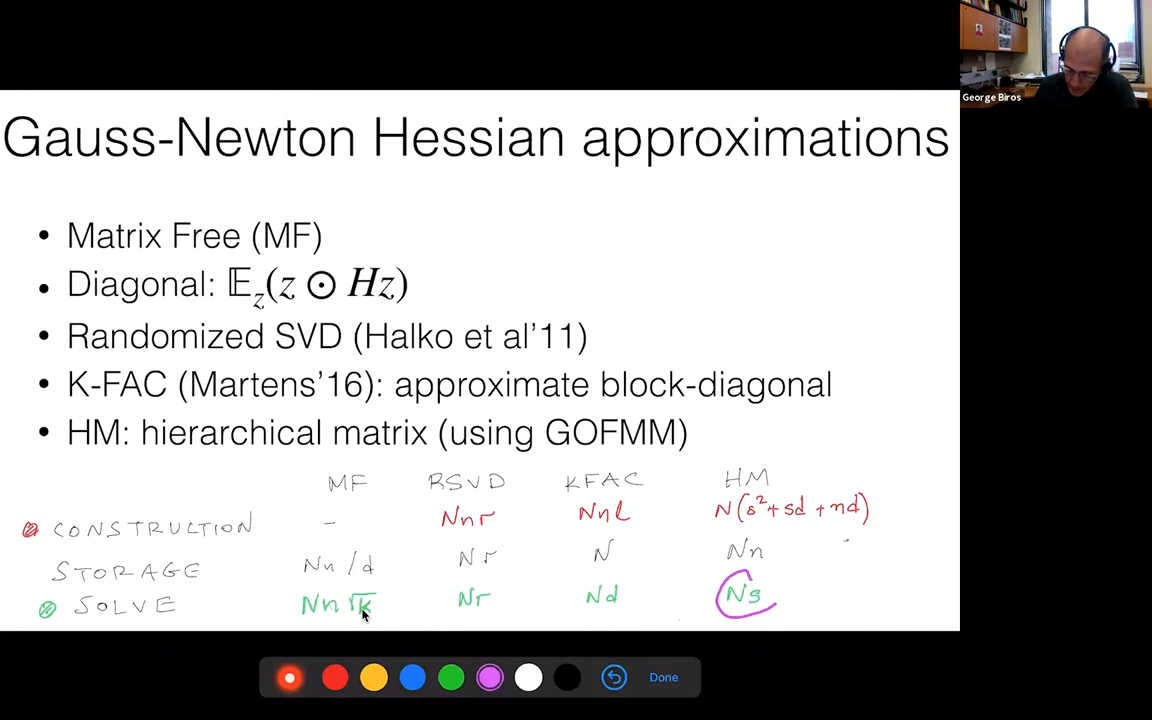 George Biros
Gauss-Newton Hessian approximations
• Matrix Free (MF)
• Diagonal: 𝔼_z(z ⊙ Hz)
• Randomized SVD (Halko et al’11)
• K-FAC (Martens’16): approximate block-diagonal
• HM: hierarchical matrix (using GOFMM)
MF RSVD KFAC HM
CONSTRUCTION – Nnr Nnl N(s²+sd+nd)
STORAGE Nn/d Nr N Nn
SOLVE Nn√k Nr Nd Ns
Done